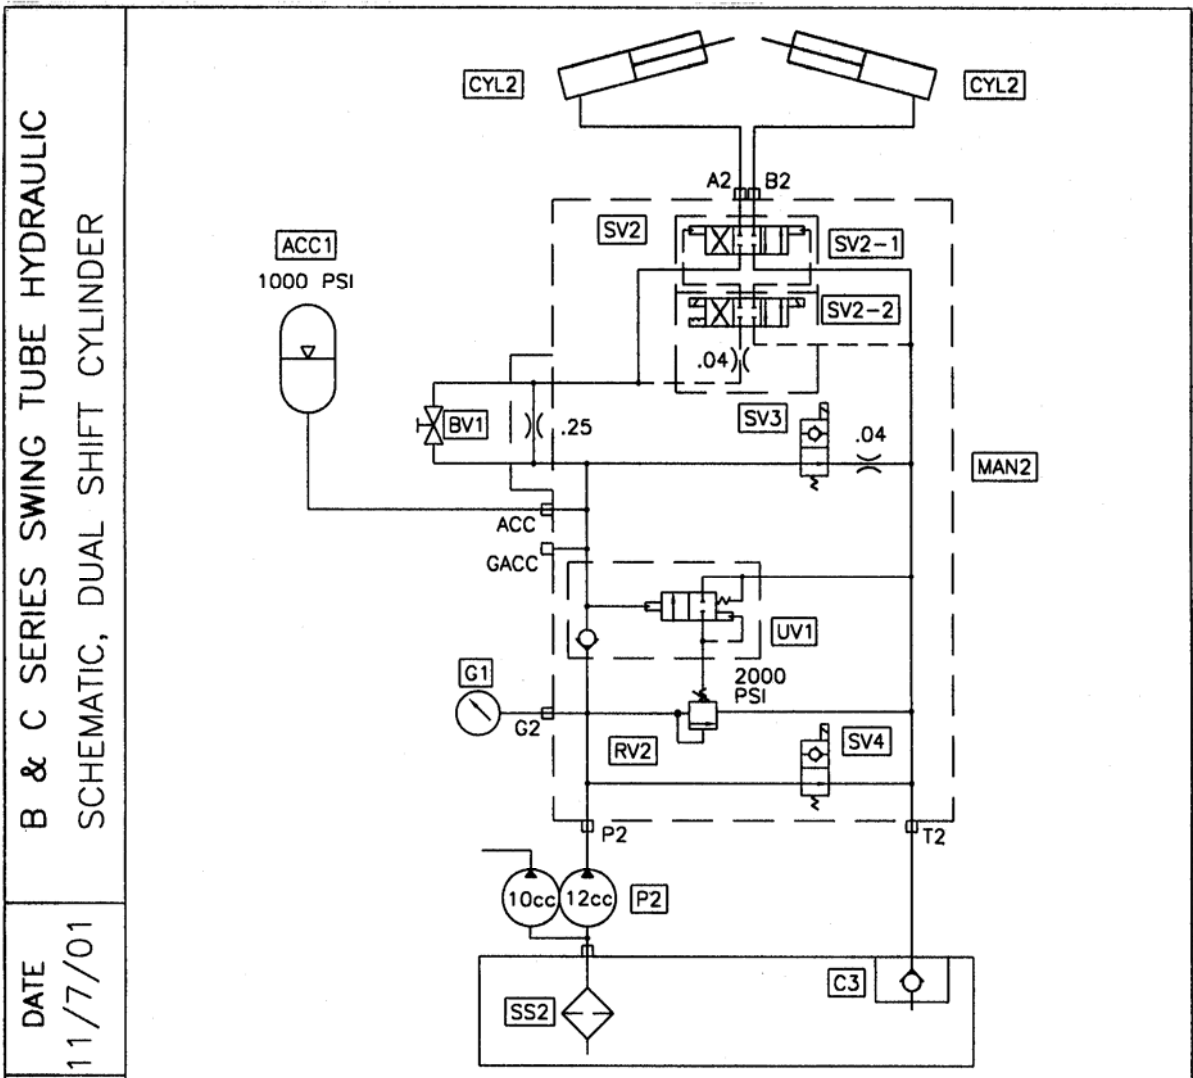 B & C SERIES SWING TUBE HYDRAULIC
SCHEMATIC, DUAL SHIFT CYLINDER
DATE
11/7/01
CYL2
CYL2
A2
B2
SV2
SV2-1
ACC1
1000 PSI
SV2-2
.04
BV1
.25
SV3
.04
MAN2
ACC
GACC
UV1
G1
2000
PSI
G2
RV2
SV4
P2
T2
10cc
12cc
P2
C3
SS2